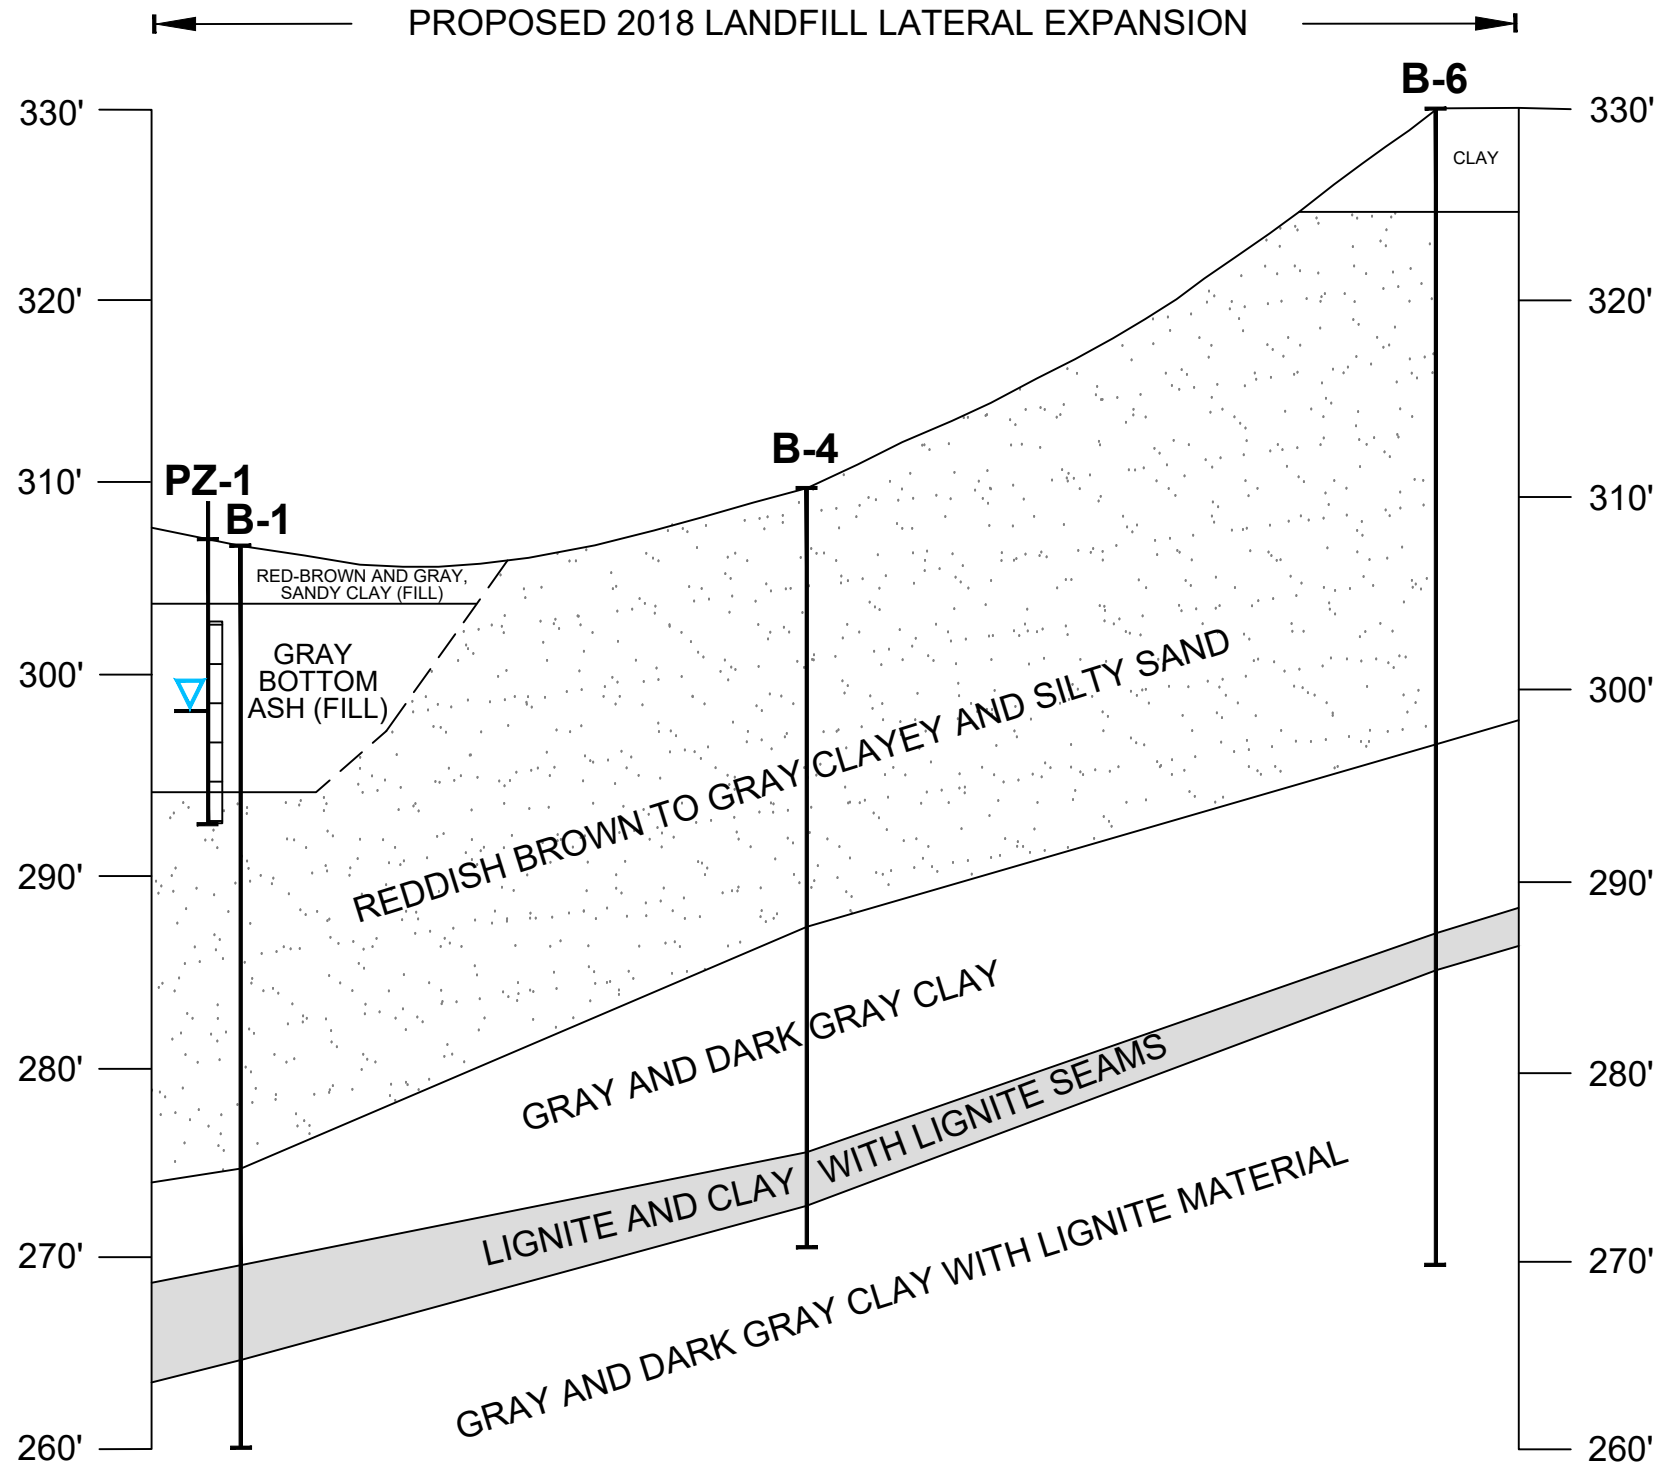 PROPOSED 2018 LANDFILL LATERAL EXPANSION
B-6
330'
330'
CLAY
320'
320'
B-4
PZ-1
310'
310'
B-1
RED-BROWN AND GRAY,
SANDY CLAY (FILL)
GRAY
BOTTOM
ASH (FILL)
300'
300'
REDDISH BROWN TO GRAY CLAYEY AND SILTY SAND
290'
290'
GRAY AND DARK GRAY CLAY
280'
280'
LIGNITE AND CLAY WITH LIGNITE SEAMS
270'
270'
GRAY AND DARK GRAY CLAY WITH LIGNITE MATERIAL
260'
260'